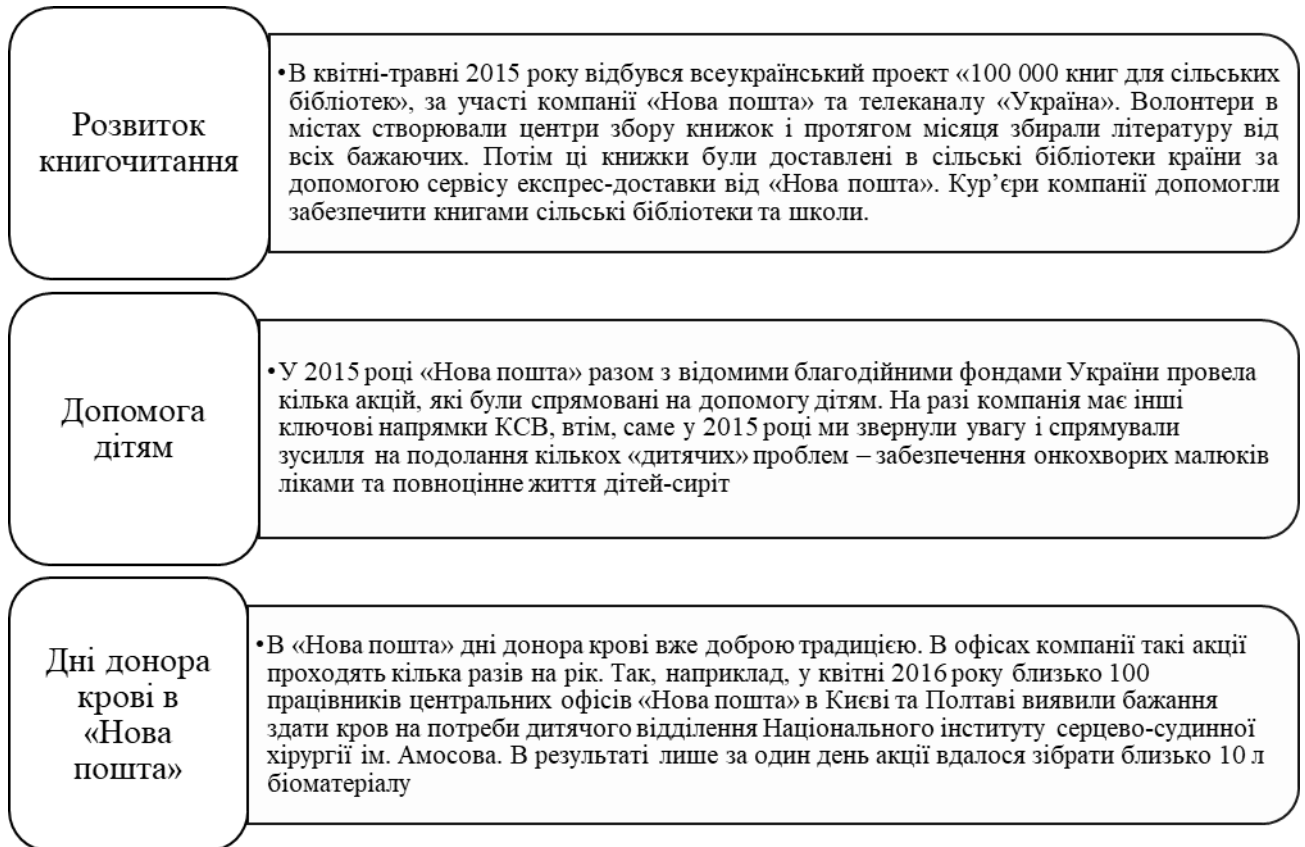 Розвиток
книгочитання
•В квітні-травні 2015 року відбувся всеукраїнський проект «100 000 книг для сільських
бібліотек», за участі компанії «Нова пошта» та телеканалу «Україна». Волонтери в
містах створювали центри збору книжок і протягом місяця збирали літературу від
всіх бажаючих. Потім ці книжки були доставлені в сільські бібліотеки країни за
допомогою сервісу експрес-доставки від «Нова пошта». Кур’єри компанії допомогли
забезпечити книгами сільські бібліотеки та школи.
Допомога
дітям
•У 2015 році «Нова пошта» разом з відомими благодійними фондами України провела
кілька акцій, які були спрямовані на допомогу дітям. На разі компанія має інші
ключові напрямки КСВ, втім, саме у 2015 році ми звернули увагу і спрямували
зусилля на подолання кількох «дитячих» проблем – забезпечення онкохворих малюків
ліками та повноцінне життя дітей-сиріт
Дні донора
крові в
«Нова
пошта»
•В «Нова пошта» дні донора крові вже доброю традицією. В офісах компанії такі акції
проходять кілька разів на рік. Так, наприклад, у квітні 2016 року близько 100
працівників центральних офісів «Нова пошта» в Києві та Полтаві виявили бажання
здати кров на потреби дитячого відділення Національного інституту серцево-судинної
хірургії ім. Амосова. В результаті лише за один день акції вдалося зібрати близько 10 л
біоматеріалу